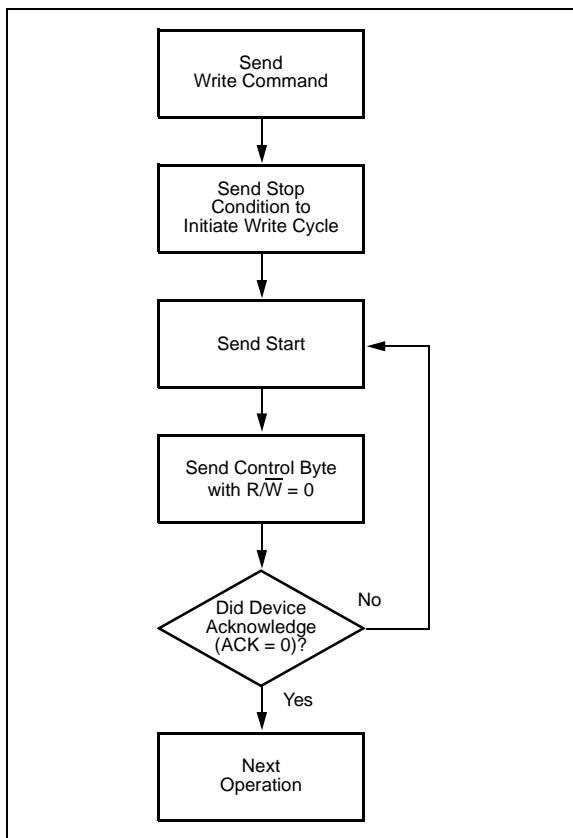 Send
Write Command
Send Stop
Condition to
Initiate Write Cycle
Send Start
Send Control Byte
with R/W̅ = 0
Did Device
Acknowledge
(ACK = 0)?
No
Yes
Next
Operation